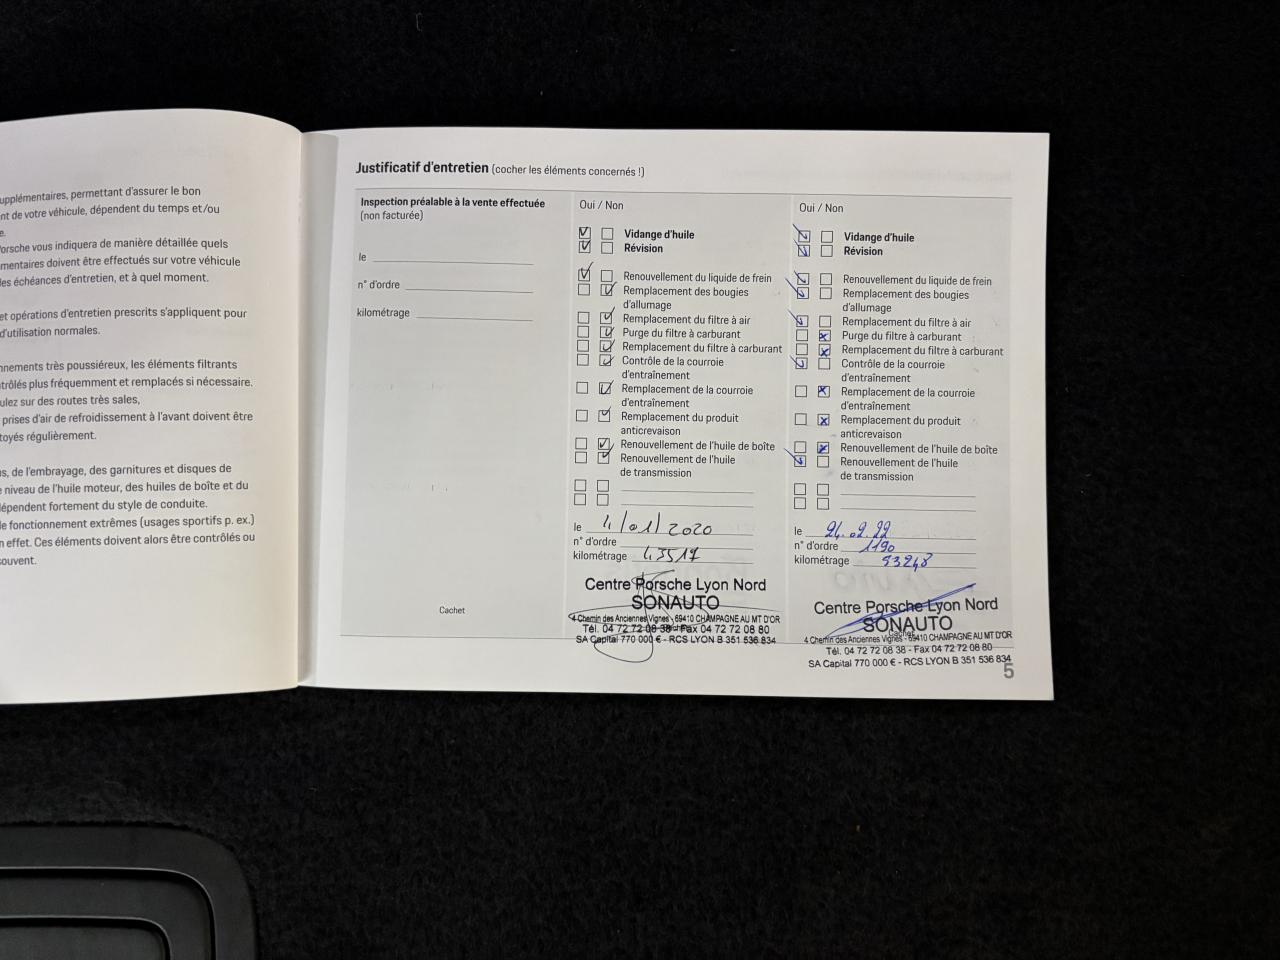 upplémentaires, permettant d'assurer le bon
nt de votre véhicule, dépendent du temps et/ou
e.
Porsche vous indiquera de manière détaillée quels
mentaires doivent être effectués sur votre véhicule
les échéances d'entretien, et à quel moment.
et opérations d'entretien prescrits s'appliquent pour
d'utilisation normales.
nnements très poussiéreux, les éléments filtrants
trôlés plus fréquemment et remplacés si nécessaire.
ulez sur des routes très sales,
prises d'air de refroidissement à l'avant doivent être
toyés régulièrement.
s, de l'embrayage, des garnitures et disques de
e niveau de l'huile moteur, des huiles de boîte et du
dépendent fortement du style de conduite.
le fonctionnement extrêmes (usages sportifs p. ex.)
n effet. Ces éléments doivent alors être contrôlés ou
souvent.
Justificatif d'entretien (cocher les éléments concernés !)
Inspection préalable à la vente effectuée
(non facturée)
le
n° d'ordre
kilométrage
Cachet
Oui / Non
Vidange d'huile
Révision
Renouvellement du liquide de frein
Remplacement des bougies
d'allumage
Remplacement du filtre à air
Purge du filtre à carburant
Remplacement du filtre à carburant
Contrôle de la courroie
d'entraînement
Remplacement de la courroie
d'entraînement
Remplacement du produit
anticrevaison
Renouvellement de l'huile de boîte
Renouvellement de l'huile
de transmission
le /01/2020
n° d'ordre
kilométrage 43517
Centre Porsche Lyon Nord
SONAUTO
4 Chemin des Anciennes Vignes - 69410 CHAMPAGNE AU MT D'OR
Tél. 04 72 72 08 38 - Fax 04 72 72 08 80
SA Capital 770 000 € - RCS LYON B 351 536 834
Oui / Non
Vidange d'huile
Révision
Renouvellement du liquide de frein
Remplacement des bougies
d'allumage
Remplacement du filtre à air
Purge du filtre à carburant
Remplacement du filtre à carburant
Contrôle de la courroie
d'entraînement
Remplacement de la courroie
d'entraînement
Remplacement du produit
anticrevaison
Renouvellement de l'huile de boîte
Renouvellement de l'huile
de transmission
le 24.02.22
n° d'ordre 1190
kilométrage 53248
Centre Porsche Lyon Nord
SONAUTO
Cachet
4 Chemin des Anciennes Vignes - 69410 CHAMPAGNE AU MT D'OR
Tél. 04 72 72 08 38 - Fax 04 72 72 08 80
SA Capital 770 000 € - RCS LYON B 351 536 834
5